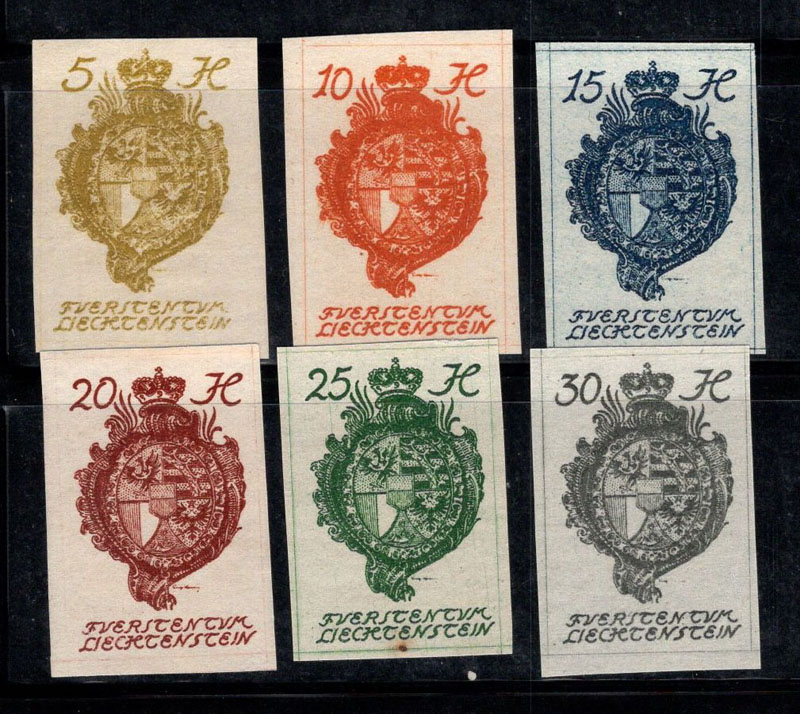 5 H
FVERSTENTVM
LIECHTENSTEIN
10 H
FVERSTENTVM
LIECHTENSTEIN
15 H
FVERSTENTVM
LIECHTENSTEIN
20 H
FVERSTENTVM
LIECHTENSTEIN
25 H
FVERSTENTVM
LIECHTENSTEIN
30 H
FVERSTENTVM
LIECHTENSTEIN